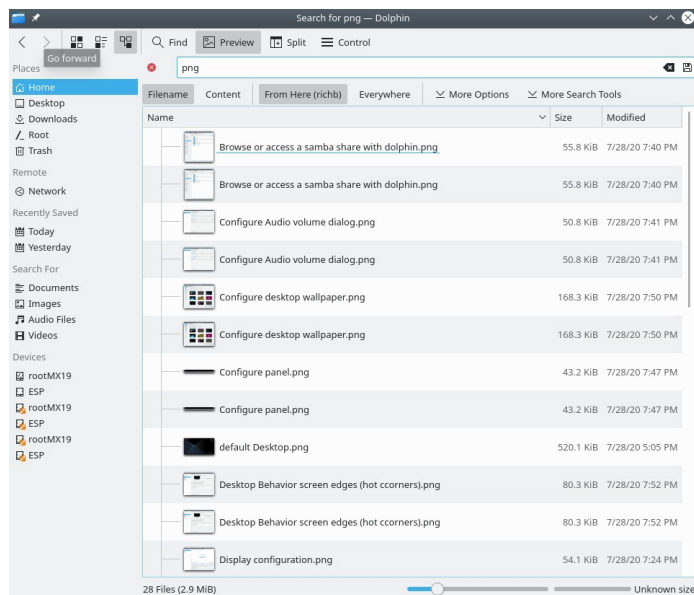 Search for png — Dolphin
Find Preview Split Control
Go forward
Places
png
Home
Desktop
Downloads
Root
Trash
Remote
Network
Recently Saved
Today
Yesterday
Search For
Documents
Images
Audio Files
Videos
Devices
rootMX19
ESP
rootMX19
ESP
rootMX19
ESP
Filename Content From Here (richb) Everywhere More Options More Search Tools
Name Size Modified
Browse or access a samba share with dolphin.png 55.8 KiB 7/28/20 7:40 PM
Browse or access a samba share with dolphin.png 55.8 KiB 7/28/20 7:40 PM
Configure Audio volume dialog.png 50.8 KiB 7/28/20 7:41 PM
Configure Audio volume dialog.png 50.8 KiB 7/28/20 7:41 PM
Configure desktop wallpaper.png 168.3 KiB 7/28/20 7:50 PM
Configure desktop wallpaper.png 168.3 KiB 7/28/20 7:50 PM
Configure panel.png 43.2 KiB 7/28/20 7:47 PM
Configure panel.png 43.2 KiB 7/28/20 7:47 PM
default Desktop.png 520.1 KiB 7/28/20 5:05 PM
Desktop Behavior screen edges (hot ccorners).png 80.3 KiB 7/28/20 7:52 PM
Desktop Behavior screen edges (hot ccorners).png 80.3 KiB 7/28/20 7:52 PM
Display configuration.png 54.1 KiB 7/28/20 7:24 PM
28 Files (2.9 MiB) Unknown size